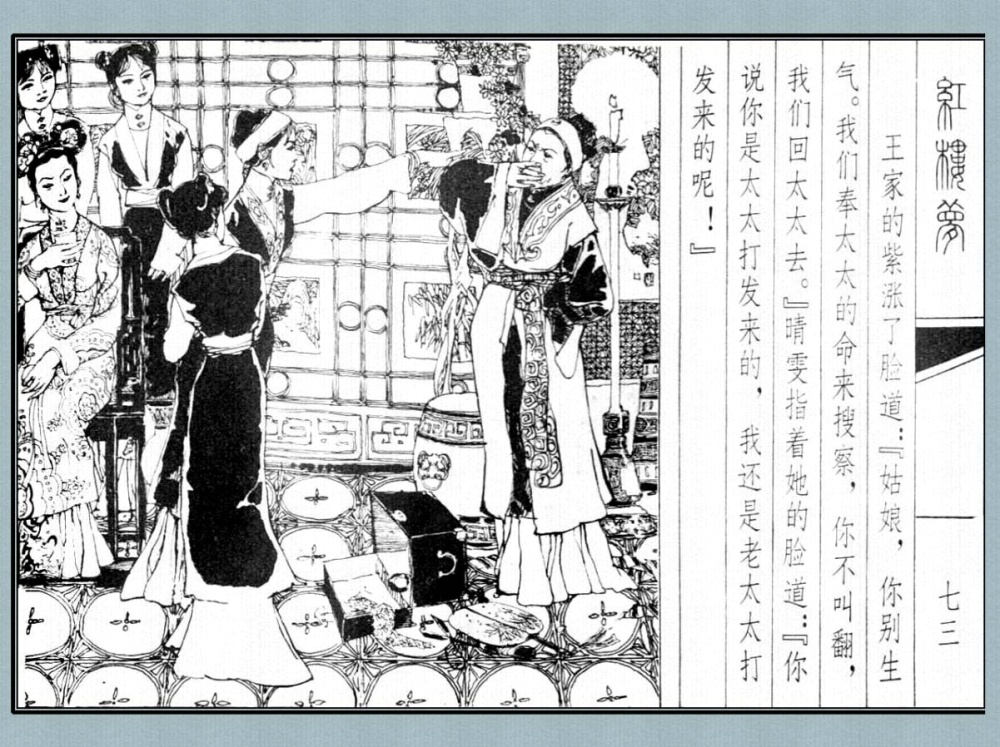 紅樓夢
七三
王家的紫涨了脸道：『姑娘，你别生
气。我们奉太太的命来搜察，你不叫翻，
我们回太太去。』晴雯指着她的脸道：『你
说你是太太打发来的，我还是老太太打
发来的呢！』